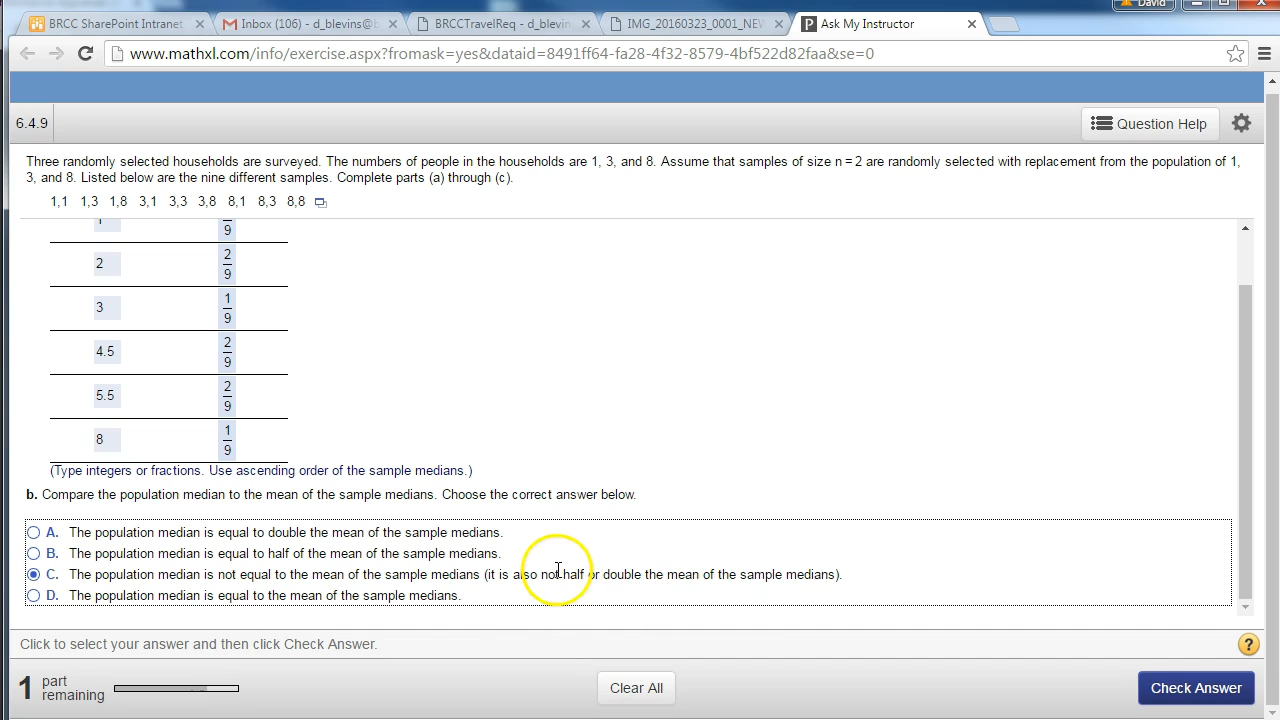 David
BRCC SharePoint Intranet
Inbox (106) - d_blevins@
BRCCTravelReq - d_blevin
IMG_20160323_0001_NEW
Ask My Instructor
www.mathxl.com/info/exercise.aspx?fromask=yes&dataid=8491ff64-fa28-4f32-8579-4bf522d82faa&se=0
6.4.9
Question Help
Three randomly selected households are surveyed. The numbers of people in the households are 1, 3, and 8. Assume that samples of size n = 2 are randomly selected with replacement from the population of 1,
3, and 8. Listed below are the nine different samples. Complete parts (a) through (c).
1,1 1,3 1,8 3,1 3,3 3,8 8,1 8,3 8,8
1 9
2 2/9
3 1/9
4.5 2/9
5.5 2/9
8 1/9
(Type integers or fractions. Use ascending order of the sample medians.)
b. Compare the population median to the mean of the sample medians. Choose the correct answer below.
A. The population median is equal to double the mean of the sample medians.
B. The population median is equal to half of the mean of the sample medians.
C. The population median is not equal to the mean of the sample medians (it is also not half or double the mean of the sample medians).
D. The population median is equal to the mean of the sample medians.
Click to select your answer and then click Check Answer.
?
1 part
remaining
Clear All
Check Answer